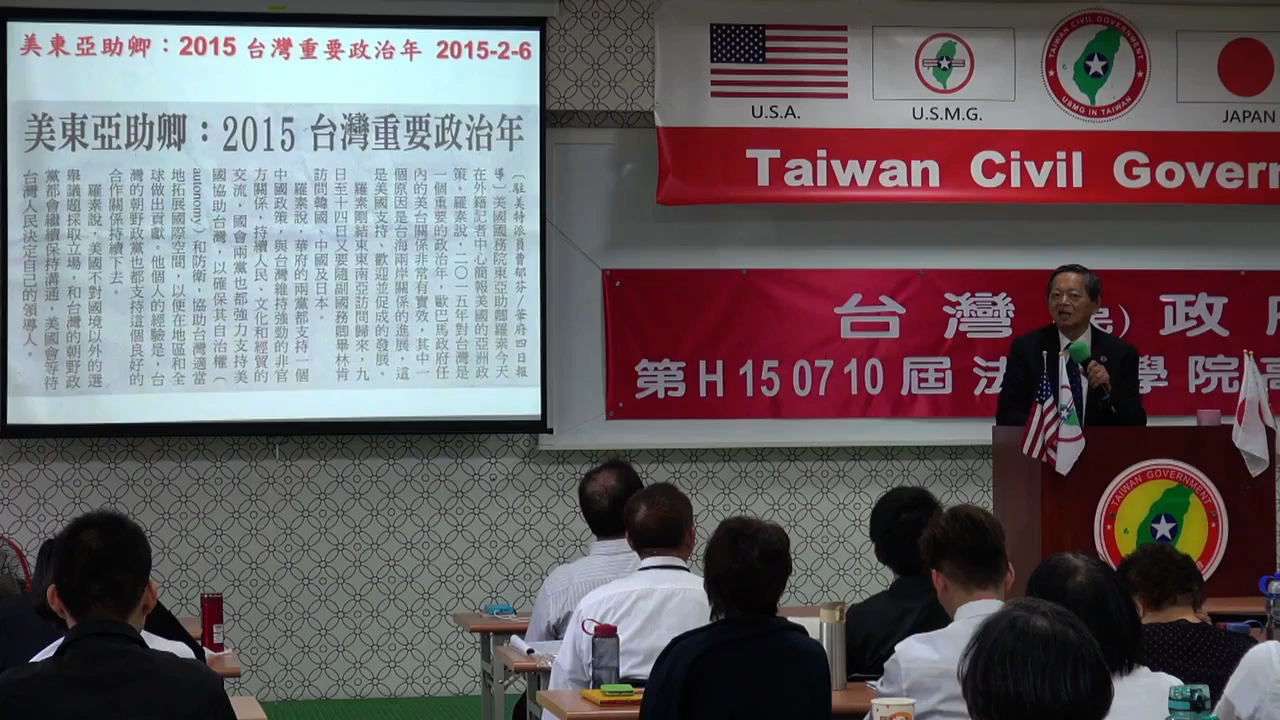 美東亞助卿：2015 台灣重要政治年 2015-2-6
美東亞助卿：2015 台灣重要政治年
〔駐美特派員曹郁芬／華府四日報
導〕美國國務院東亞助卿羅素今天
在外籍記者中心簡報美國的亞洲政
策，羅素說，二〇一五年對台灣是
一個重要的政治年，歐巴馬政府任
內的美台關係非常有實效，其中一
個原因是台海兩岸關係的進展，這
是美國支持、歡迎並促成的發展。
羅素剛結束東南亞訪問歸來，九
日至十四日又要隨副國務卿畢林肯
訪問韓國、中國及日本。
羅素說，華府的兩黨都支持一個
中國政策，與台灣維持強勁的非官
方關係，持續人民、文化和經貿的
交流，國會兩黨也都強力支持美
國協助台灣，以確保其自治權（
autonomy）和防衛，協助台灣適當
地拓展國際空間，以便在地區和全
球做出貢獻。他個人的經驗是，台
灣的朝野政黨也都支持這個良好的
合作關係持續下去。
羅素說，美國不對國境以外的選
舉議題採取立場，和台灣的朝野政
黨都會繼續保持溝通，美國會等待
台灣人民決定自己的領導人。
U.S.A.
U.S.M.G.
TAIWAN CIVIL GOVERNMENT
USMG IN TAIWAN
JAPAN
Taiwan Civil Govern
台灣民）政府
第H150710屆法 學院高
TAIWAN GOVERNMENT